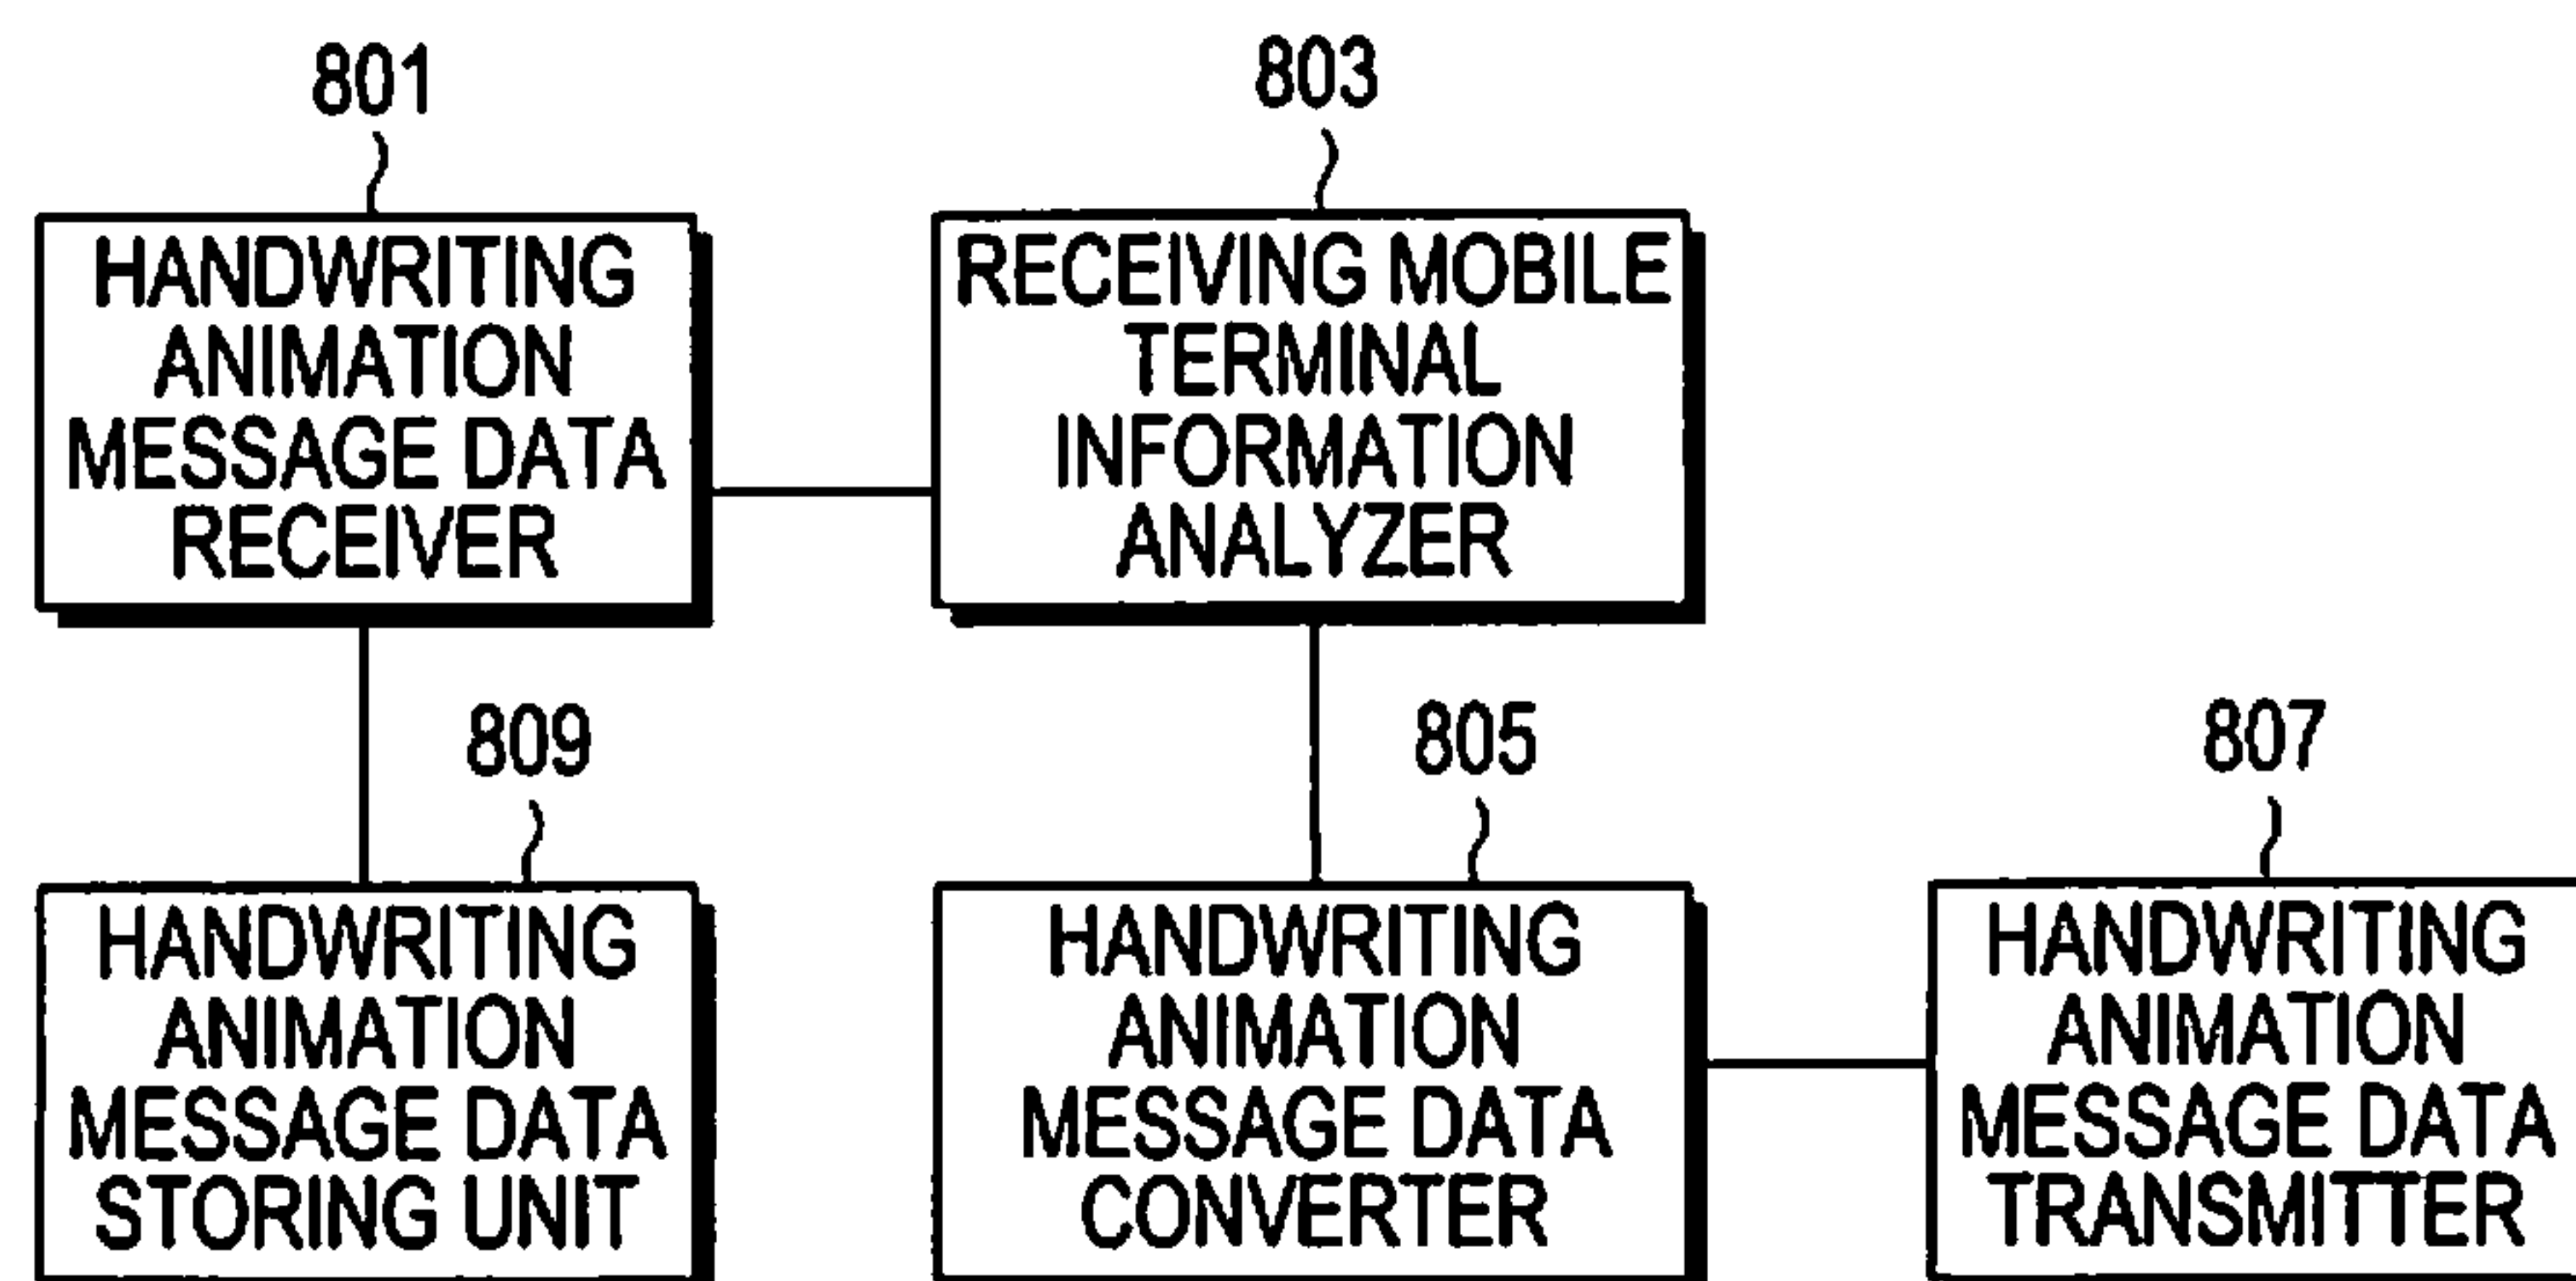 801
HANDWRITING
ANIMATION
MESSAGE DATA
RECEIVER
803
RECEIVING MOBILE
TERMINAL
INFORMATION
ANALYZER
809
HANDWRITING
ANIMATION
MESSAGE DATA
STORING UNIT
805
HANDWRITING
ANIMATION
MESSAGE DATA
CONVERTER
807
HANDWRITING
ANIMATION
MESSAGE DATA
TRANSMITTER